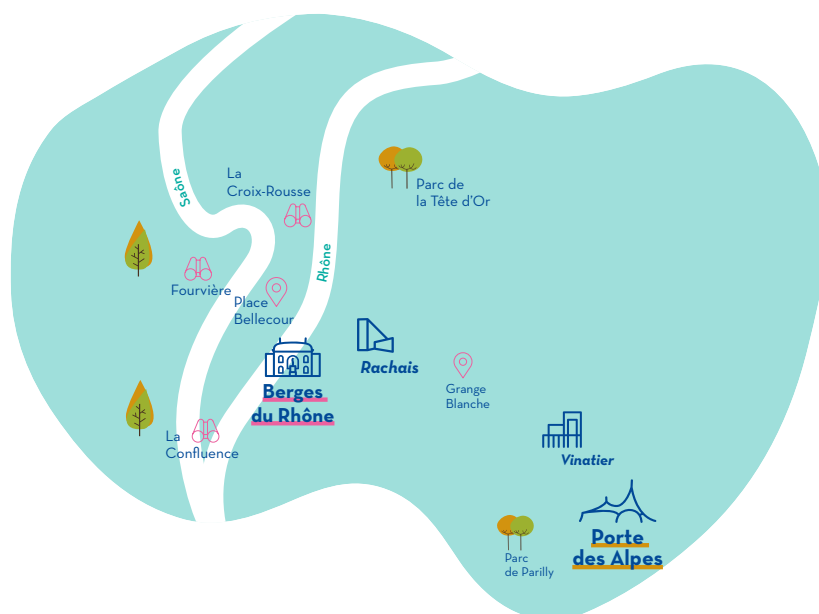 La
Croix-Rousse
Saône
Parc de
la Tête d'Or
Rhône
Fourvière
Place
Bellecour
Rachais
Berges
du Rhône
Grange
Blanche
La
Confluence
Vinatier
Porte
des Alpes
Parc
de Parilly